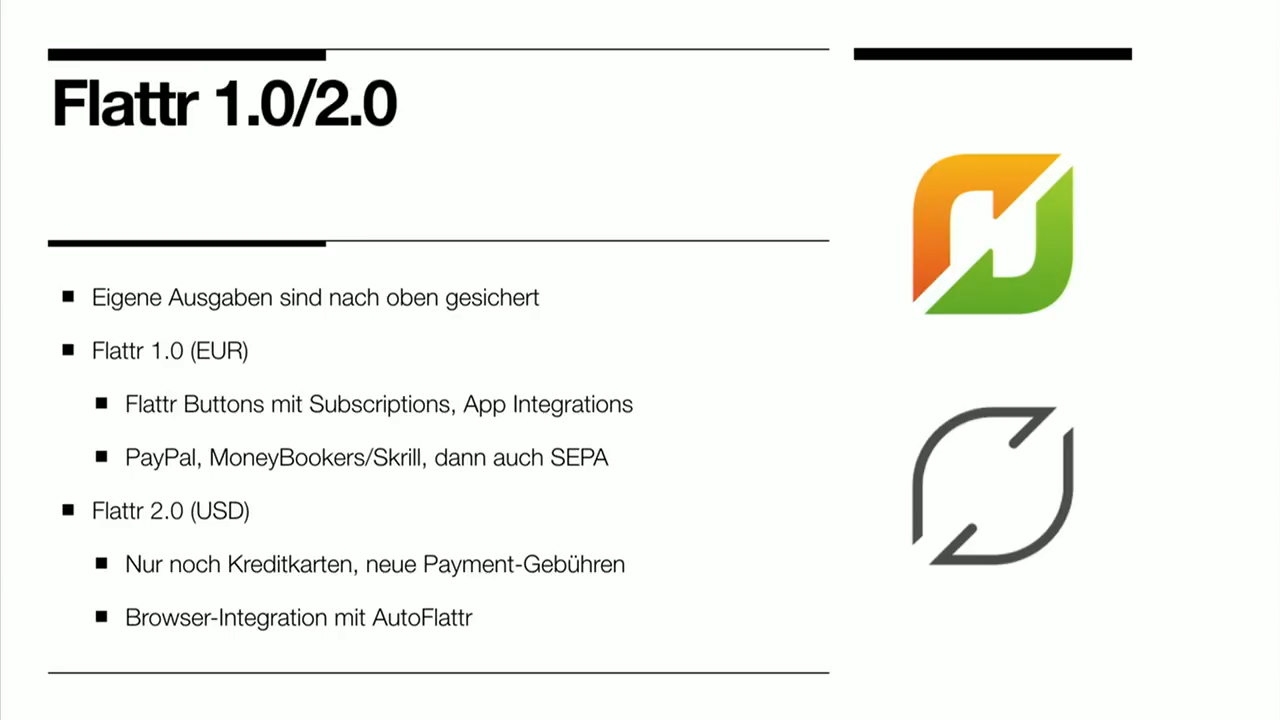 Flattr 1.0/2.0
Eigene Ausgaben sind nach oben gesichert
Flattr 1.0 (EUR)
Flattr Buttons mit Subscriptions, App Integrations
PayPal, MoneyBookers/Skrill, dann auch SEPA
Flattr 2.0 (USD)
Nur noch Kreditkarten, neue Payment-Gebühren
Browser-Integration mit AutoFlattr